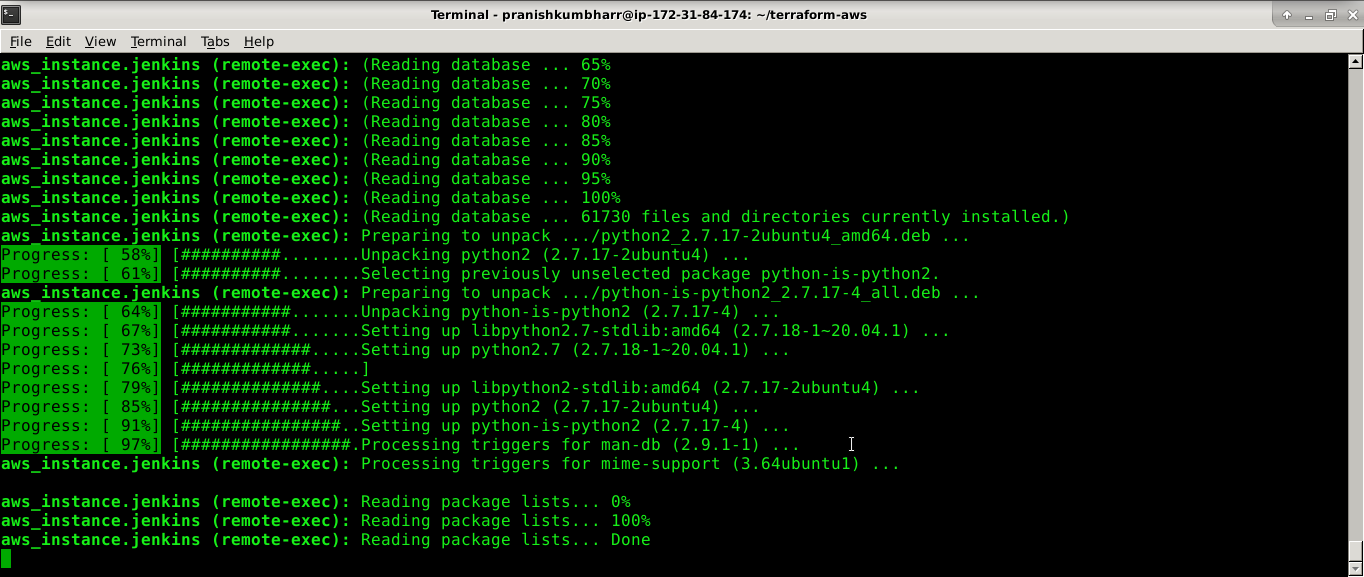 Terminal - pranishkumbharr@ip-172-31-84-174: ~/terraform-aws
File Edit View Terminal Tabs Help
aws_instance.jenkins (remote-exec): (Reading database ... 65%
aws_instance.jenkins (remote-exec): (Reading database ... 70%
aws_instance.jenkins (remote-exec): (Reading database ... 75%
aws_instance.jenkins (remote-exec): (Reading database ... 80%
aws_instance.jenkins (remote-exec): (Reading database ... 85%
aws_instance.jenkins (remote-exec): (Reading database ... 90%
aws_instance.jenkins (remote-exec): (Reading database ... 95%
aws_instance.jenkins (remote-exec): (Reading database ... 100%
aws_instance.jenkins (remote-exec): (Reading database ... 61730 files and directories currently installed.)
aws_instance.jenkins (remote-exec): Preparing to unpack .../python2_2.7.17-2ubuntu4_amd64.deb ...
Progress: [ 58%] [##########........Unpacking python2 (2.7.17-2ubuntu4) ...
Progress: [ 61%] [##########........Selecting previously unselected package python-is-python2.
aws_instance.jenkins (remote-exec): Preparing to unpack .../python-is-python2_2.7.17-4_all.deb ...
Progress: [ 64%] [###########.......Unpacking python-is-python2 (2.7.17-4) ...
Progress: [ 67%] [###########.......Setting up libpython2.7-stdlib:amd64 (2.7.18-1~20.04.1) ...
Progress: [ 73%] [#############.....Setting up python2.7 (2.7.18-1~20.04.1) ...
Progress: [ 76%] [#############.....]
Progress: [ 79%] [##############....Setting up libpython2-stdlib:amd64 (2.7.17-2ubuntu4) ...
Progress: [ 85%] [###############...Setting up python2 (2.7.17-2ubuntu4) ...
Progress: [ 91%] [################..Setting up python-is-python2 (2.7.17-4) ...
Progress: [ 97%] [#################.Processing triggers for man-db (2.9.1-1) ...
aws_instance.jenkins (remote-exec): Processing triggers for mime-support (3.64ubuntu1) ...
aws_instance.jenkins (remote-exec): Reading package lists... 0%
aws_instance.jenkins (remote-exec): Reading package lists... 100%
aws_instance.jenkins (remote-exec): Reading package lists... Done